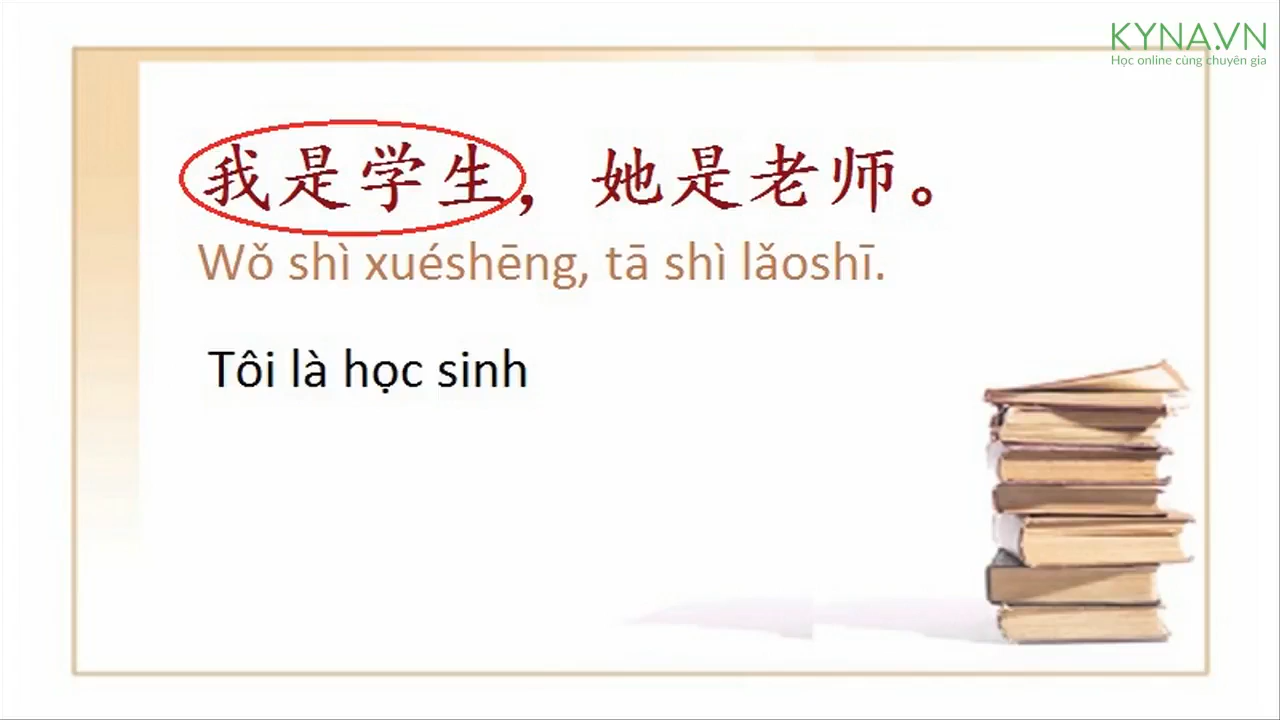 KYNA.VN
Học online cùng chuyên gia
我是学生，她是老师。
Wǒ shì xuéshēng, tā shì lǎoshī.
Tôi là học sinh